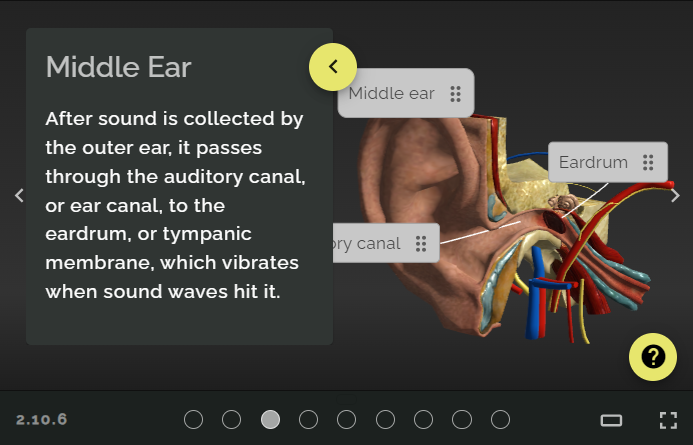 Middle Ear
After sound is collected by
the outer ear, it passes
through the auditory canal,
or ear canal, to the
eardrum, or tympanic
membrane, which vibrates
when sound waves hit it.
Middle ear
Eardrum
canal
?
2.10.6